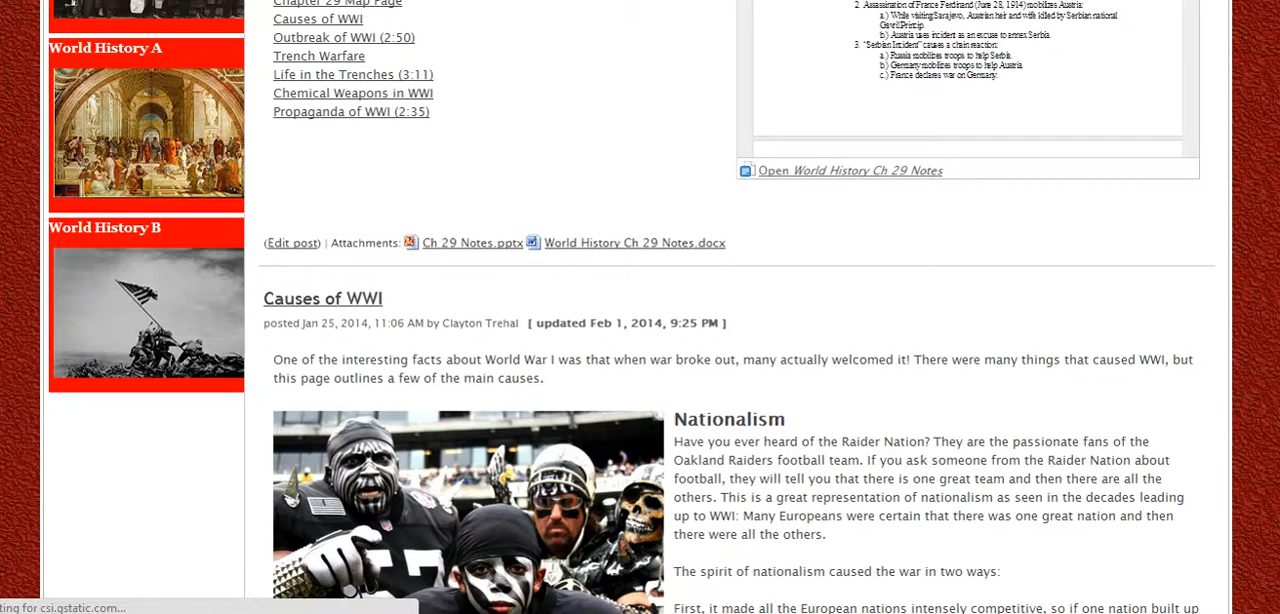 World History A
World History B
Chapter 29 Map Page
Causes of WWI
Outbreak of WWI (2:50)
Trench Warfare
Life in the Trenches (3:11)
Chemical Weapons in WWI
Propaganda of WWI (2:35)
2 Assassination of France Ferdinand (June 28, 1914) mobilizes Austria:
a.) While visiting Sarajevo, Austrian heir and wife killed by Serbian national
Gavril Princip.
b.) Austria uses incident as an excuse to annex Serbia.
3. "Serbian Incident" causes a chain reaction:
a.) Russia mobilizes troops to help Serbia.
b.) Germany mobilizes troops to help Austria.
c.) France declares war on Germany.
Open World History Ch 29 Notes
(Edit post) | Attachments: Ch 29 Notes.pptx World History Ch 29 Notes.docx
Causes of WWI
posted Jan 25, 2014, 11:06 AM by Clayton Trehal [ updated Feb 1, 2014, 9:25 PM ]
One of the interesting facts about World War I was that when war broke out, many actually welcomed it! There were many things that caused WWI, but
this page outlines a few of the main causes.
Nationalism
Have you ever heard of the Raider Nation? They are the passionate fans of the
Oakland Raiders football team. If you ask someone from the Raider Nation about
football, they will tell you that there is one great team and then there are all the
others. This is a great representation of nationalism as seen in the decades leading
up to WWI: Many Europeans were certain that there was one great nation and then
there were all the others.
The spirit of nationalism caused the war in two ways:
First, it made all the European nations intensely competitive, so if one nation built up
ting for csi.gstatic.com...